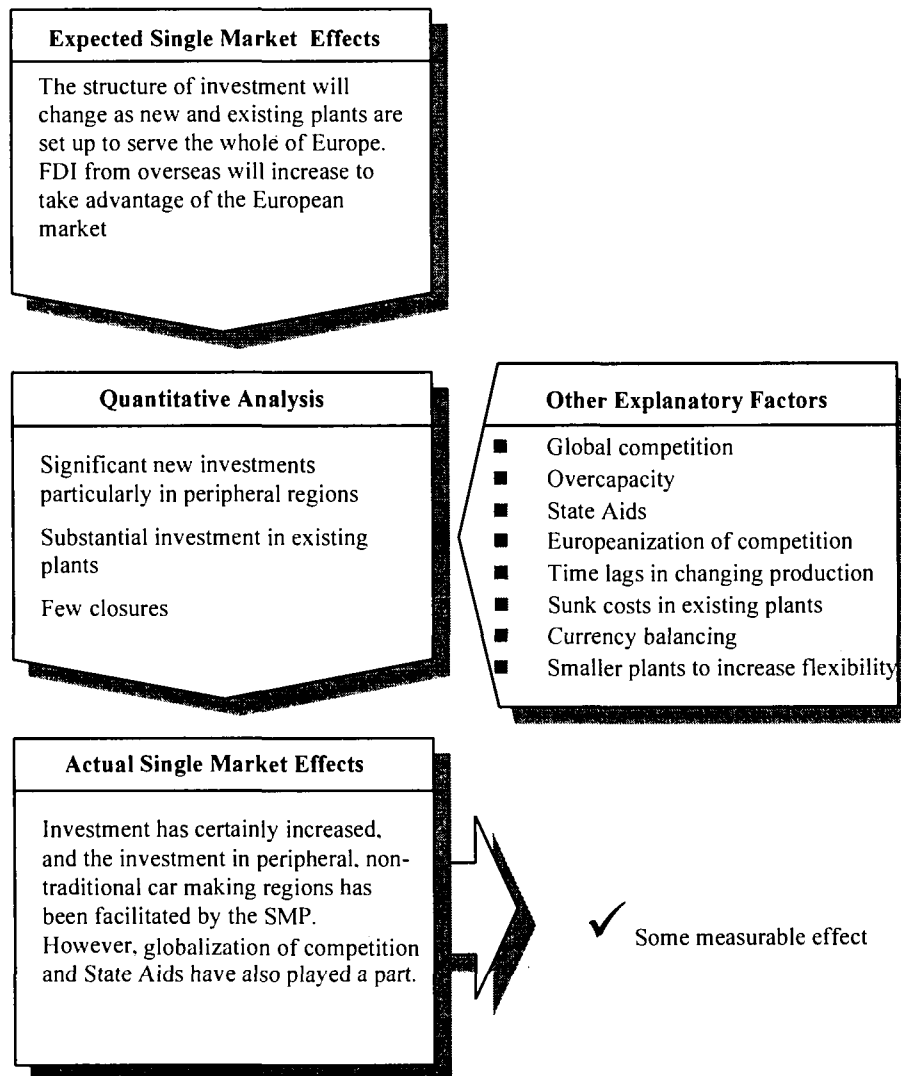 Expected Single Market Effects
The structure of investment will
change as new and existing plants are
set up to serve the whole of Europe.
FDI from overseas will increase to
take advantage of the European
market
Quantitative Analysis
Significant new investments
particularly in peripheral regions
Substantial investment in existing
plants
Few closures
Other Explanatory Factors
■ Global competition
■ Overcapacity
■ State Aids
■ Europeanization of competition
■ Time lags in changing production
■ Sunk costs in existing plants
■ Currency balancing
■ Smaller plants to increase flexibility
Actual Single Market Effects
Investment has certainly increased,
and the investment in peripheral, non-
traditional car making regions has
been facilitated by the SMP.
However, globalization of competition
and State Aids have also played a part.
✓ Some measurable effect